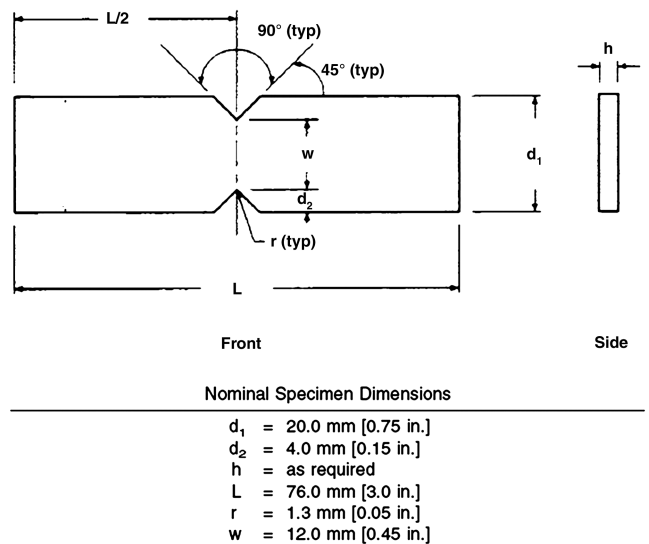 L/2
90° (typ)
45° (typ)
h
w
d₁
d₂
r (typ)
L
Front
Side
Nominal Specimen Dimensions
d₁ = 20.0 mm [0.75 in.]
d₂ = 4.0 mm [0.15 in.]
h = as required
L = 76.0 mm [3.0 in.]
r = 1.3 mm [0.05 in.]
w = 12.0 mm [0.45 in.]